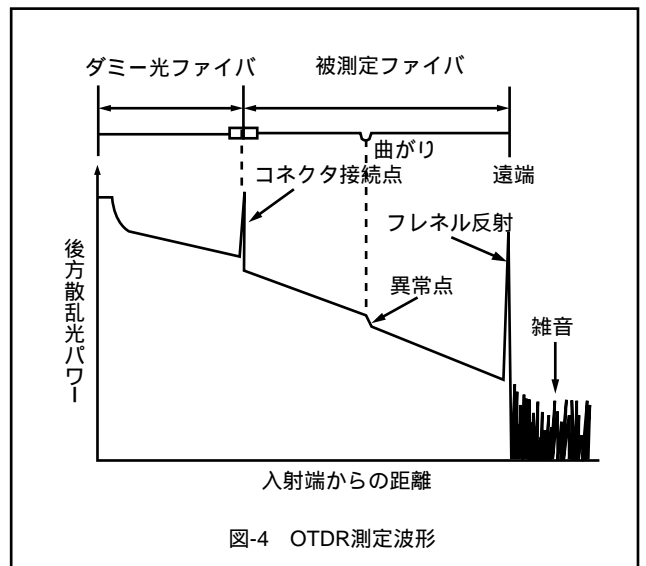 ダミー光ファイバ
被測定ファイバ
曲がり
コネクタ接続点
遠端
フレネル反射
後方散乱光パワー
異常点
雑音
入射端からの距離
図-4　OTDR測定波形